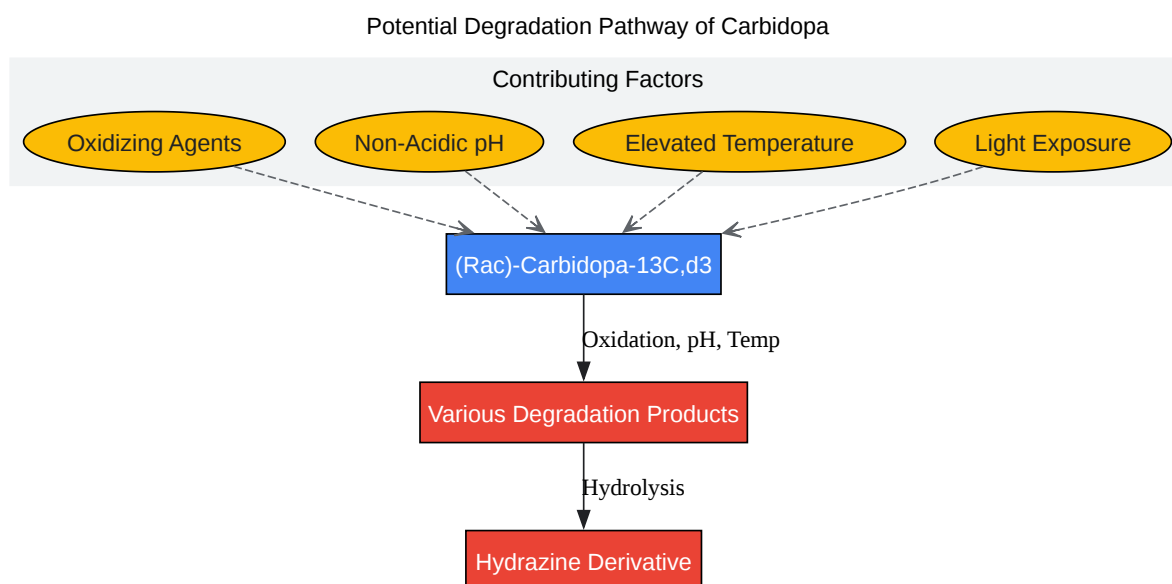 Potential Degradation Pathway of Carbidopa
Contributing Factors
Oxidizing Agents
Non-Acidic pH
Elevated Temperature
Light Exposure
(Rac)-Carbidopa-13C,d3
Oxidation, pH, Temp
Various Degradation Products
Hydrolysis
Hydrazine Derivative